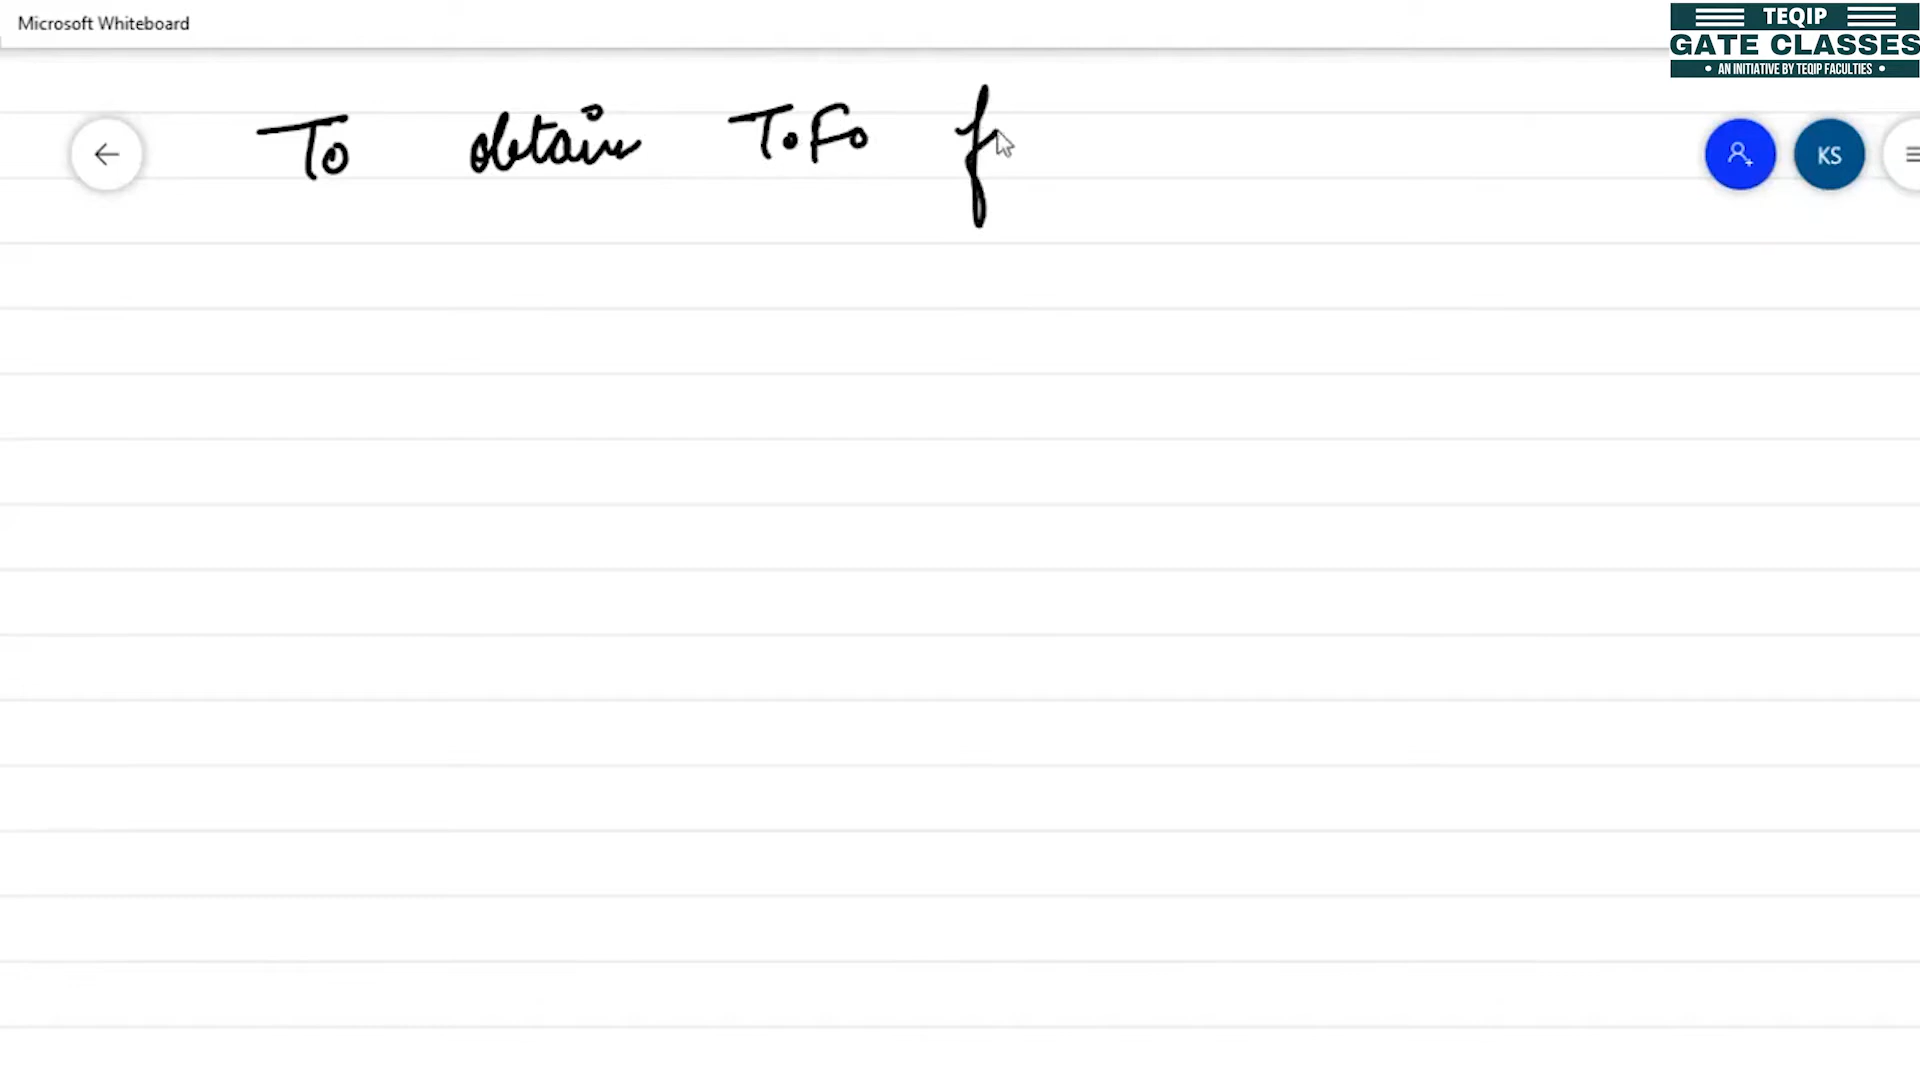 Microsoft Whiteboard
TEQIP
GATE CLASSES
• AN INITIATIVE BY TEQIP FACULTIES •
To obtain T.F. f
KS